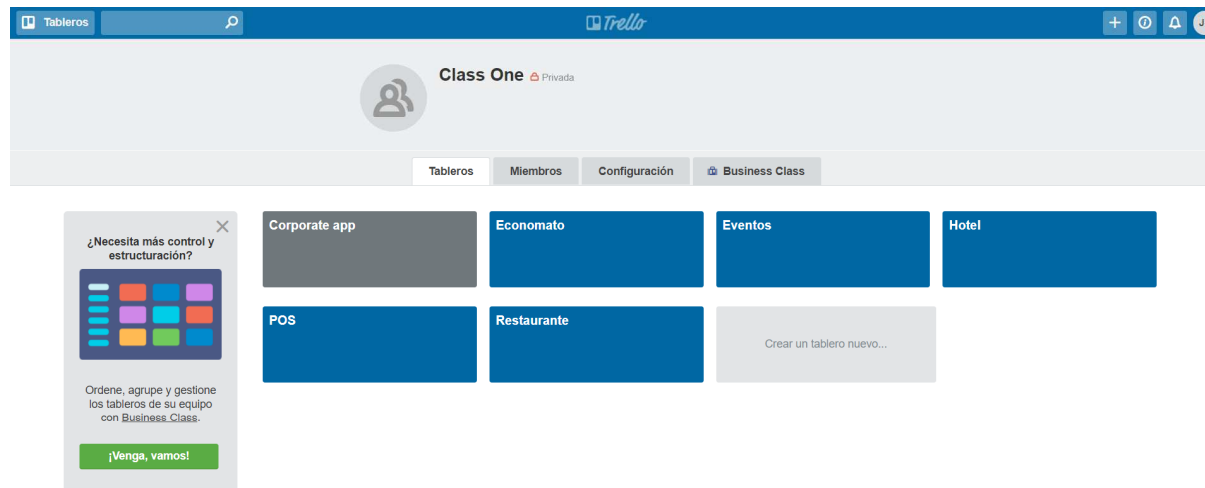 Tableros
Trello
Class One Privada
Tableros
Miembros
Configuración
Business Class
¿Necesita más control y
estructuración?
Ordene, agrupe y gestione
los tableros de su equipo
con Business Class.
¡Venga, vamos!
Corporate app
Economato
Eventos
Hotel
POS
Restaurante
Crear un tablero nuevo...